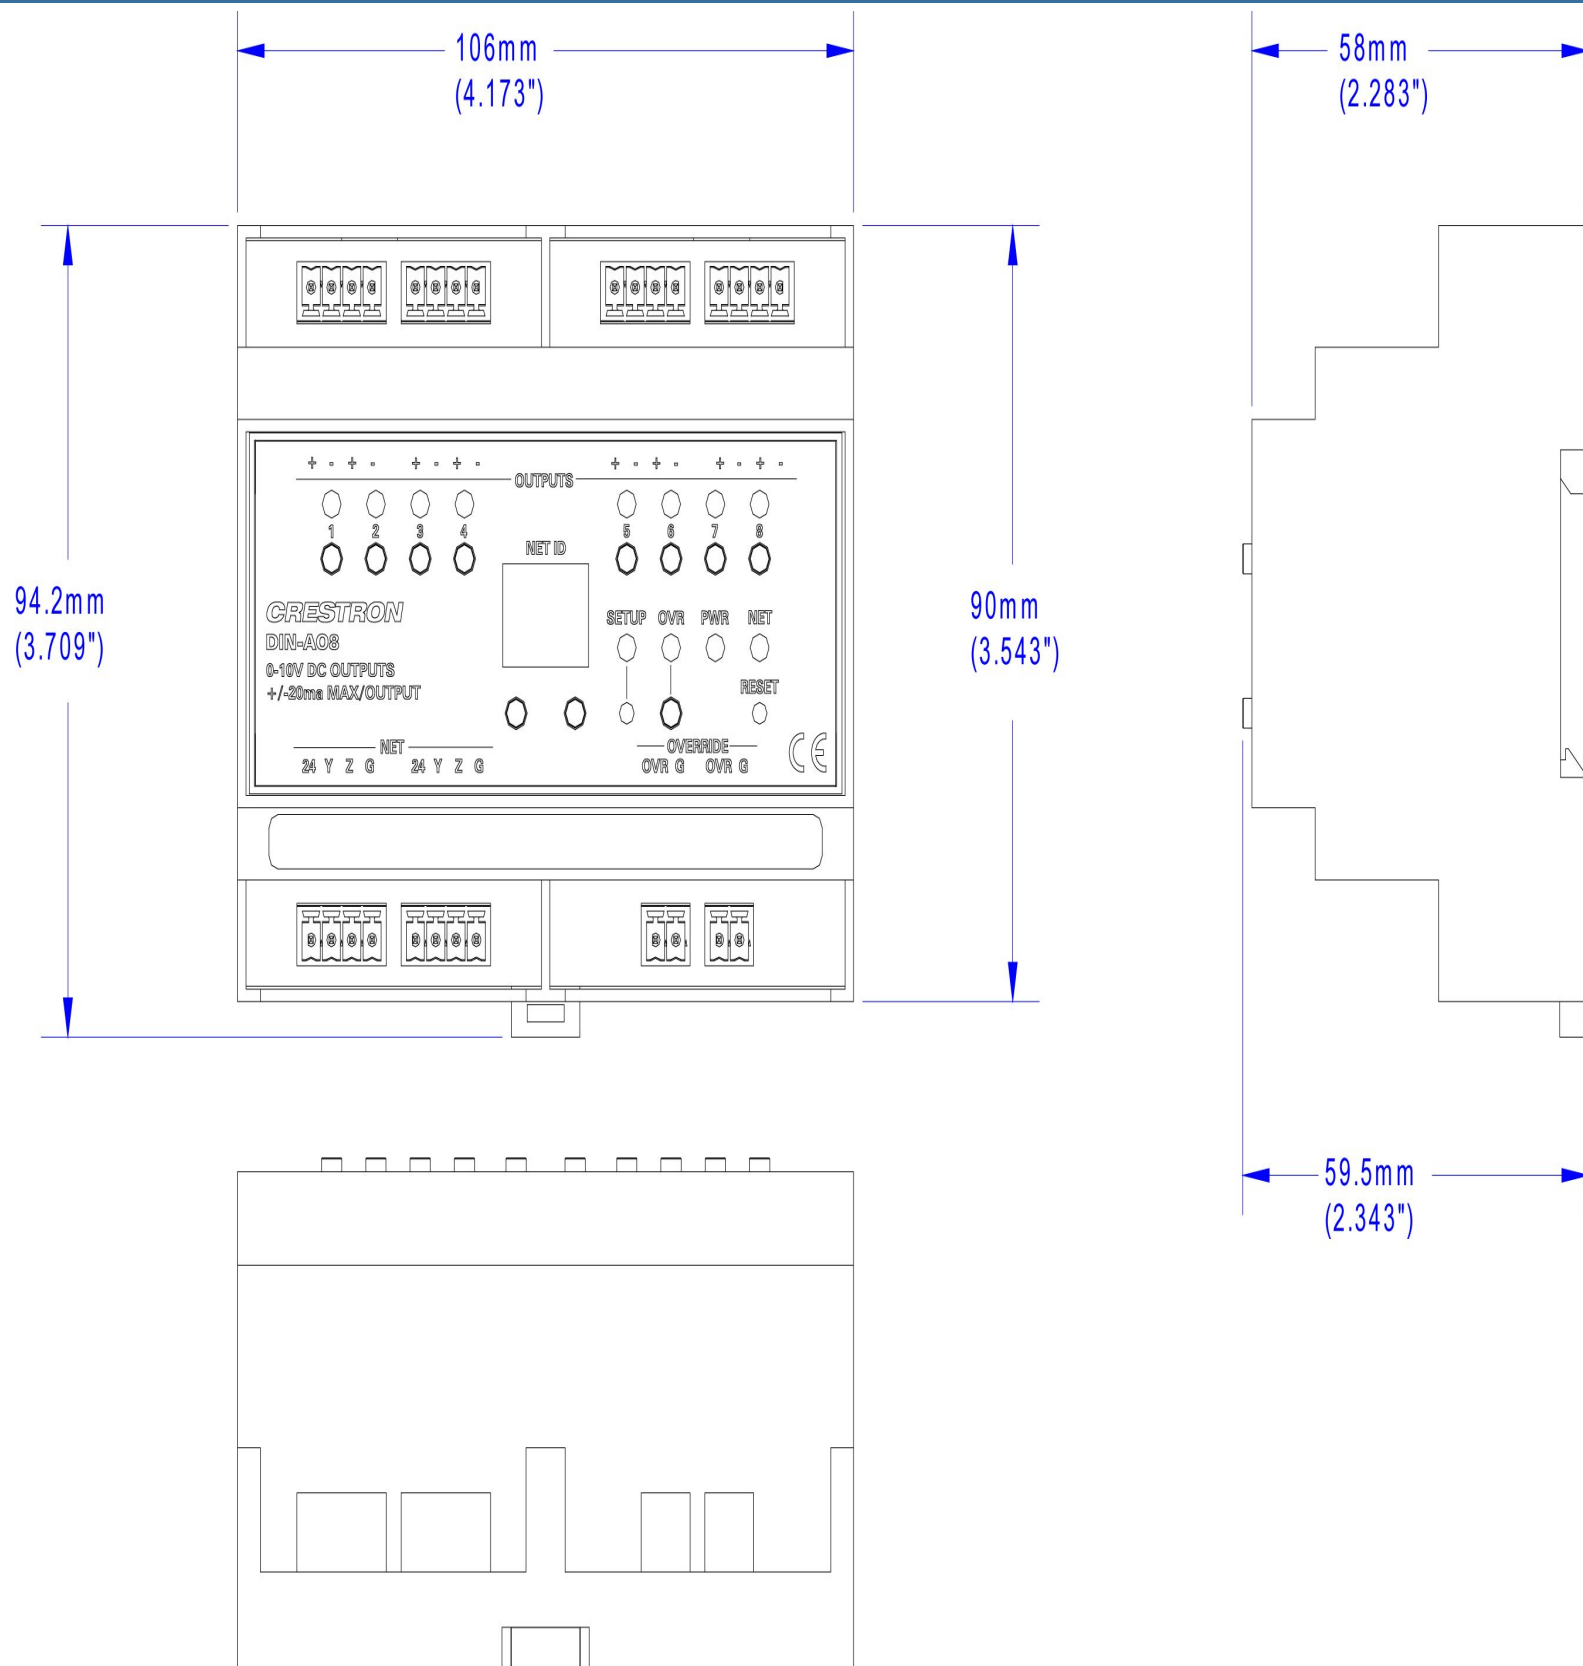 106mm
(4.173")
58mm
(2.283")
+ - + - + - + - + - + - + - + -
OUTPUTS
1 2 3 4 5 6 7 8
NET ID
94.2mm
(3.709")
90mm
(3.543")
CRESTRON
DIN-AO8
0-10V DC OUTPUTS
+/-20ma MAX/OUTPUT
SETUP OVR PWR NET
RESET
NET
24 Y Z G 24 Y Z G
OVERRIDE
OVR G OVR G
CE
59.5mm
(2.343")